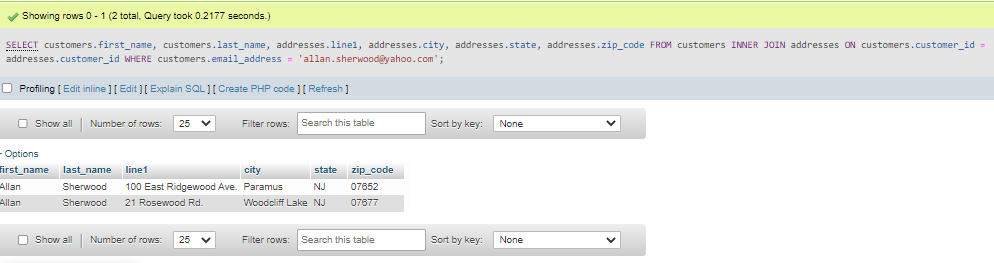 Showing rows 0 - 1 (2 total, Query took 0.2177 seconds.)
SELECT customers.first_name, customers.last_name, addresses.line1, addresses.city, addresses.state, addresses.zip_code FROM customers INNER JOIN addresses ON customers.customer_id =
addresses.customer_id WHERE customers.email_address = 'allan.sherwood@yahoo.com';
Profiling [ Edit inline ] [ Edit ] [ Explain SQL ] [ Create PHP code ] [ Refresh ]
Show all Number of rows: 25 Filter rows: Search this table Sort by key: None
- Options
first_name last_name line1 city state zip_code
Allan Sherwood 100 East Ridgewood Ave. Paramus NJ 07652
Allan Sherwood 21 Rosewood Rd. Woodcliff Lake NJ 07677
Show all Number of rows: 25 Filter rows: Search this table Sort by key: None